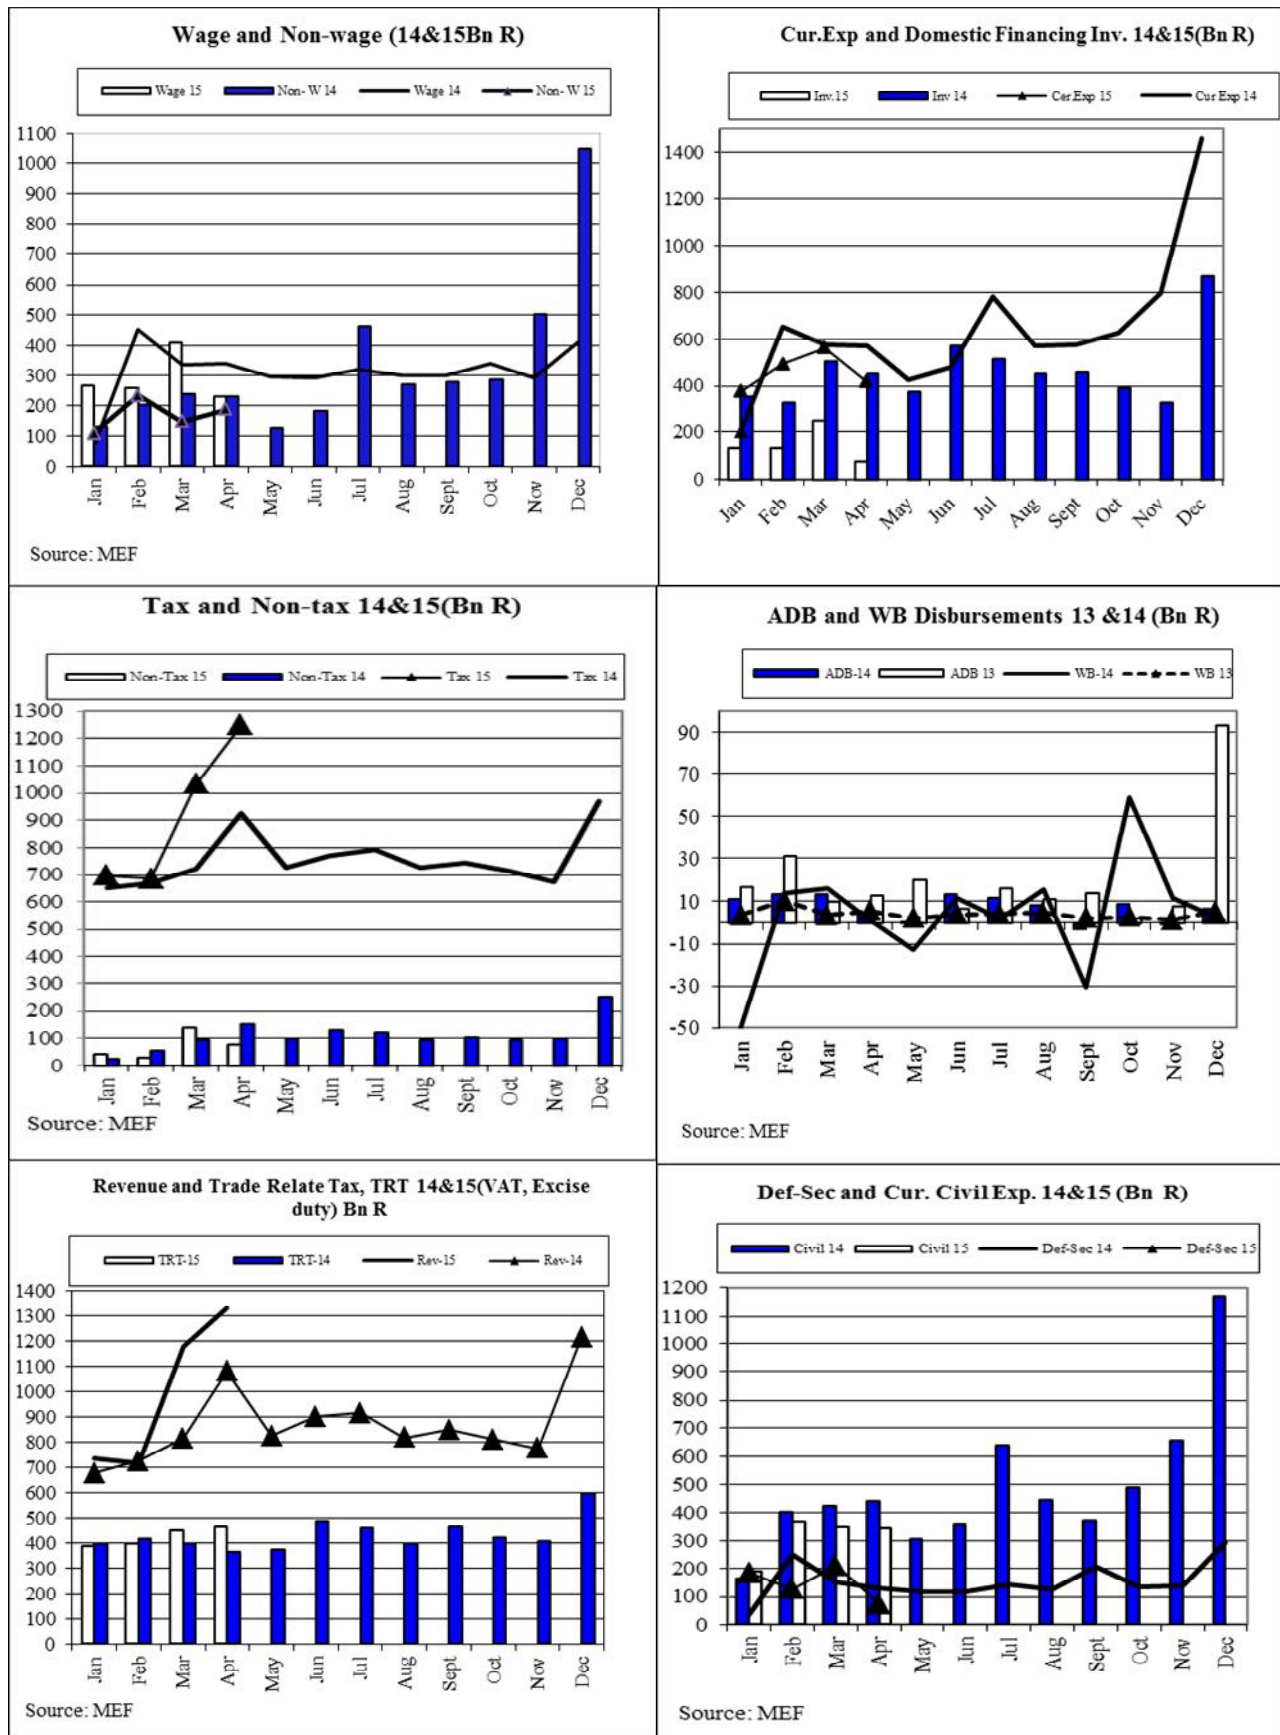 Wage and Non-wage (14&15Bn R)
Wage 15 Non- W 14 Wage 14 Non- W 15
1100
1000
900
800
700
600
500
400
300
200
100
0
Jan Feb Mar Apr May Jun Jul Aug Sept Oct Nov Dec
Source: MEF
Cur.Exp and Domestic Financing Inv. 14&15(Bn R)
Inv.15 Inv 14 Cer.Exp 15 Cur Exp 14
1400
1200
1000
800
600
400
200
0
Jan Feb Mar Apr May Jun Jul Aug Sept Oct Nov Dec
Tax and Non-tax 14&15(Bn R)
Non-Tax 15 Non-Tax 14 Tax 15 Tax 14
1300
1200
1100
1000
900
800
700
600
500
400
300
200
100
0
Jan Feb Mar Apr May Jun Jul Aug Sept Oct Nov Dec
Source: MEF
ADB and WB Disbursements 13 &14 (Bn R)
ADB-14 ADB 13 WB-14 WB 13
90
70
50
30
10
-10
-30
-50
Jan Feb Mar Apr May Jun Jul Aug Sept Oct Nov Dec
Source: MEF
Revenue and Trade Relate Tax, TRT 14&15(VAT, Excise
duty) Bn R
TRT-15 TRT-14 Rev-15 Rev-14
1400
1300
1200
1100
1000
900
800
700
600
500
400
300
200
100
0
Jan Feb Mar Apr May Jun Jul Aug Sept Oct Nov Dec
Source: MEF
Def-Sec and Cur. Civil Exp. 14&15 (Bn R)
Civil 14 Civil 15 Def-Sec 14 Def-Sec 15
1200
1100
1000
900
800
700
600
500
400
300
200
100
0
Jan Feb Mar Apr May Jun Jul Aug Sept Oct Nov Dec
Source: MEF